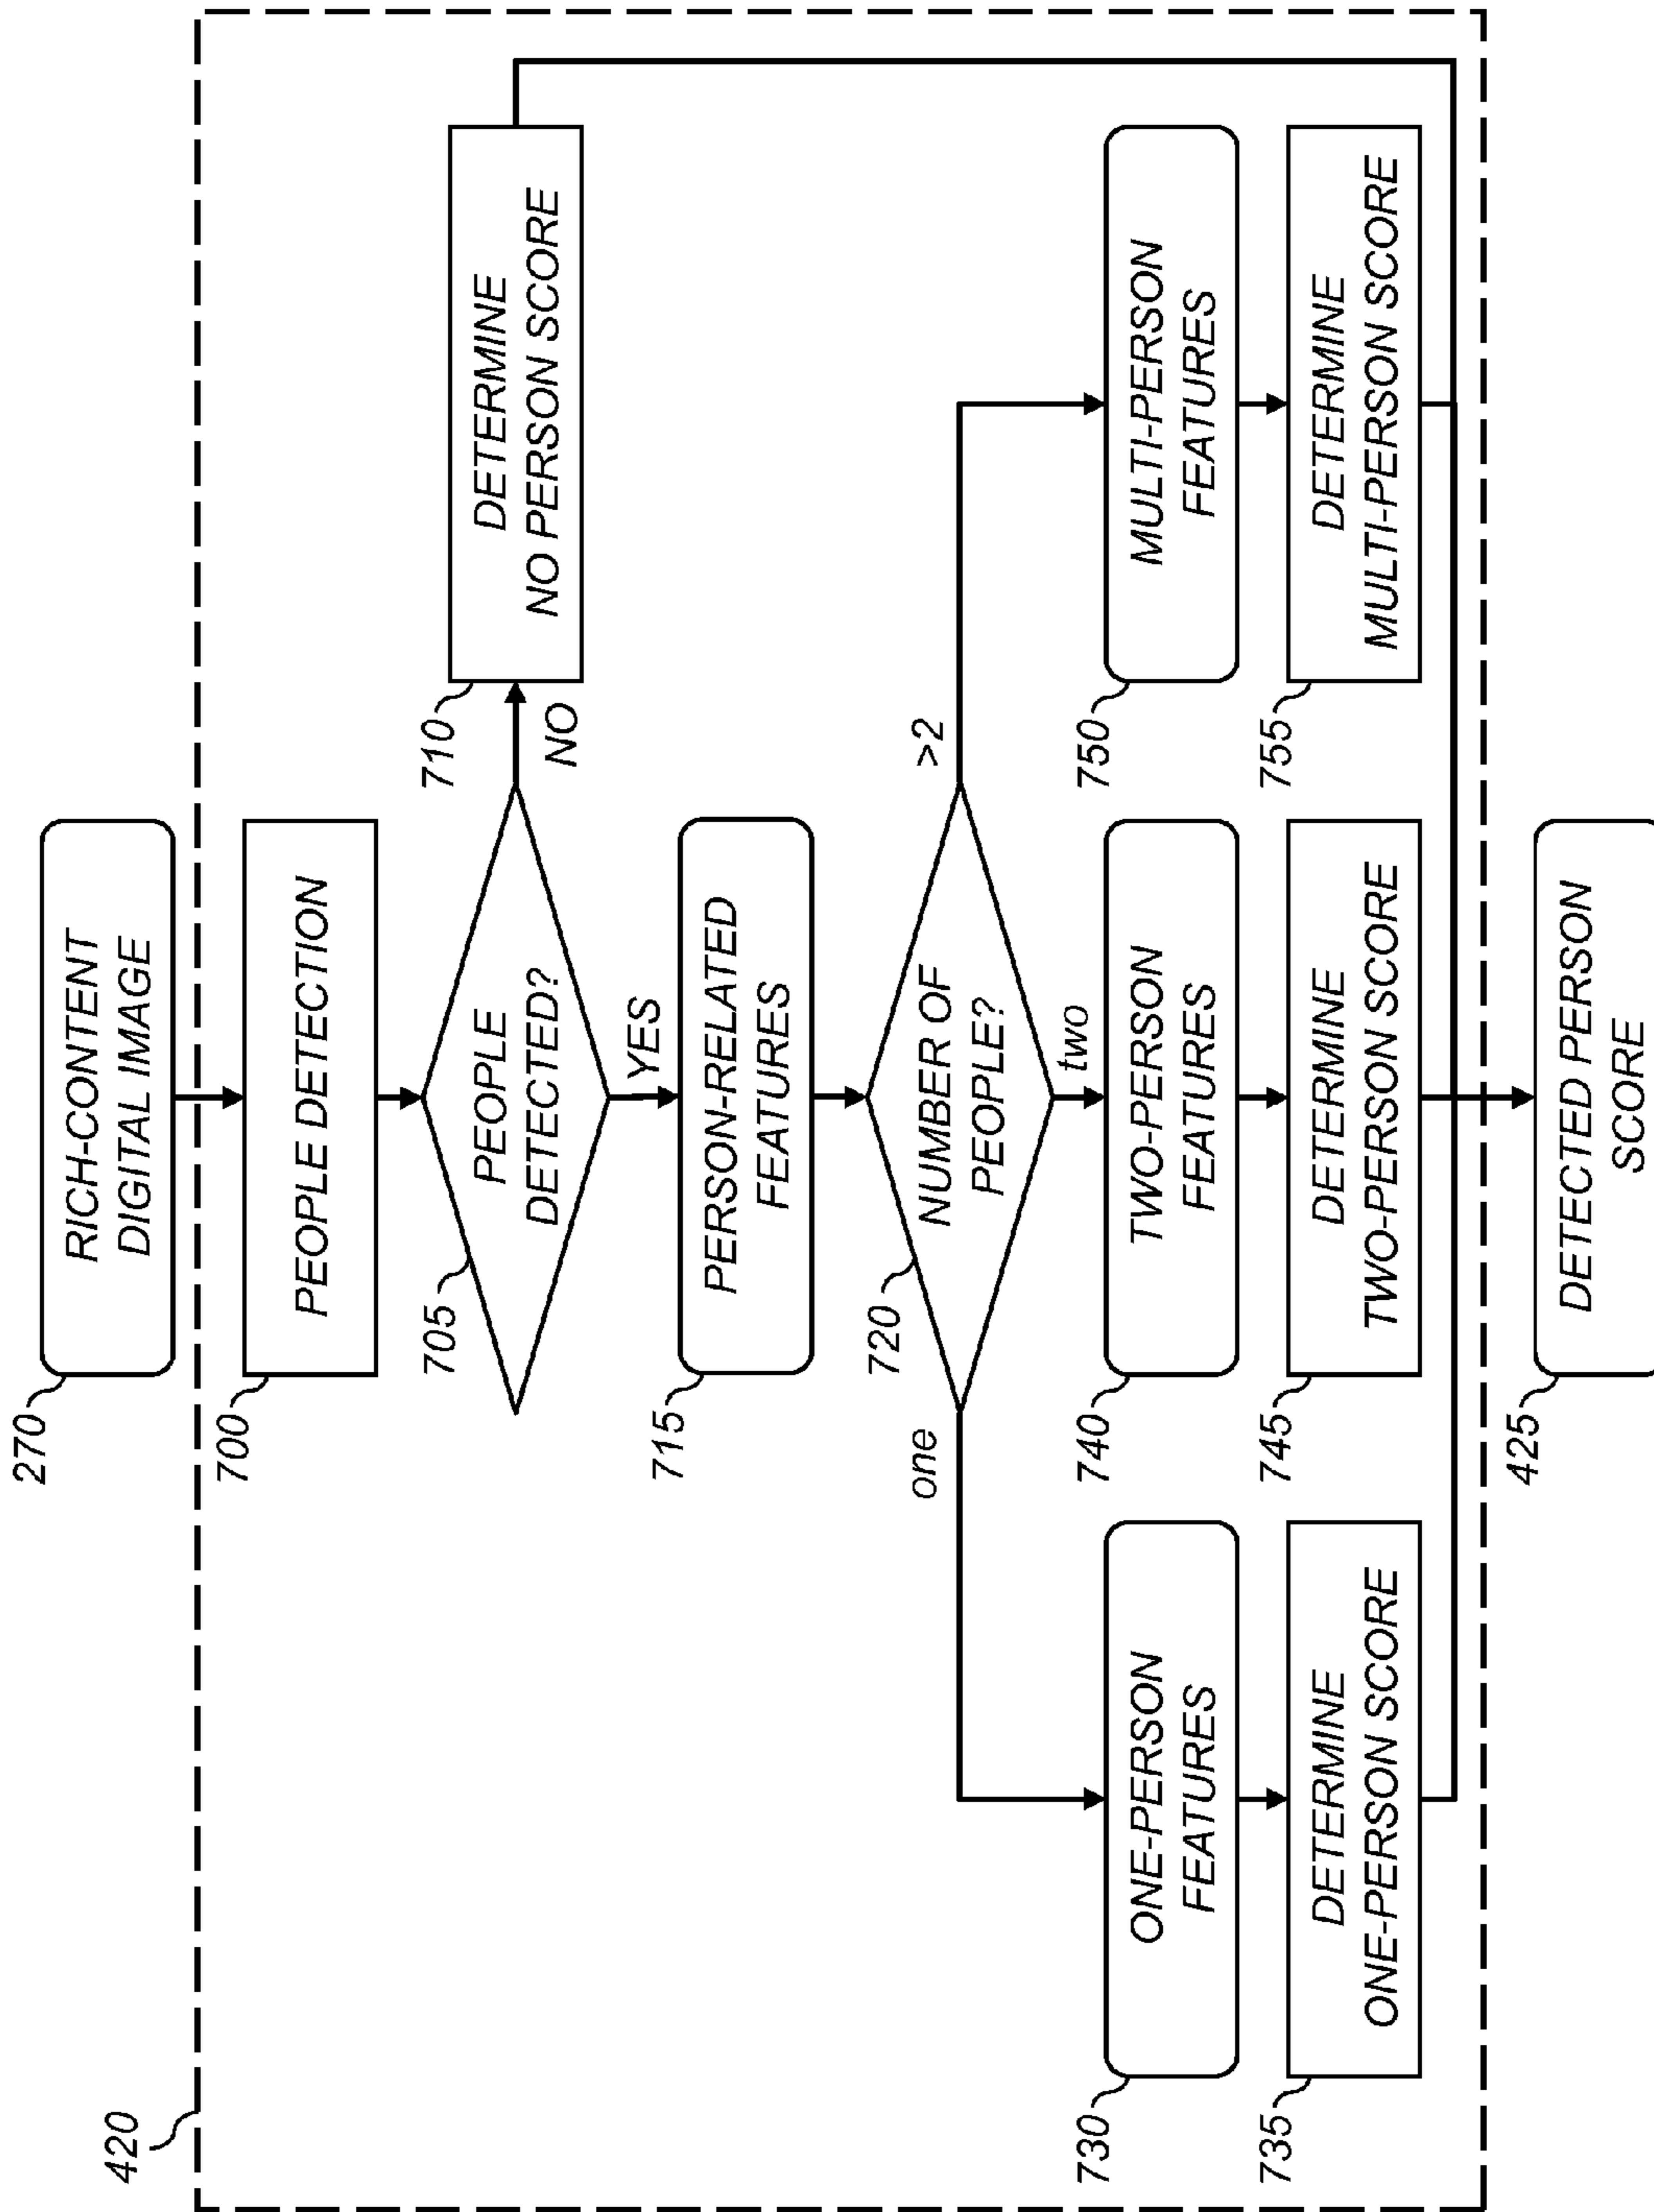 420
270
RICH-CONTENT
DIGITAL IMAGE
700
PEOPLE DETECTION
705
PEOPLE
DETECTED?
NO
710
DETERMINE
NO PERSON SCORE
YES
715
PERSON-RELATED
FEATURES
720
NUMBER OF
PEOPLE?
one
two
>2
730
ONE-PERSON
FEATURES
740
TWO-PERSON
FEATURES
750
MULTI-PERSON
FEATURES
735
DETERMINE
ONE-PERSON SCORE
745
DETERMINE
TWO-PERSON SCORE
755
DETERMINE
MULTI-PERSON SCORE
425
DETECTED PERSON
SCORE